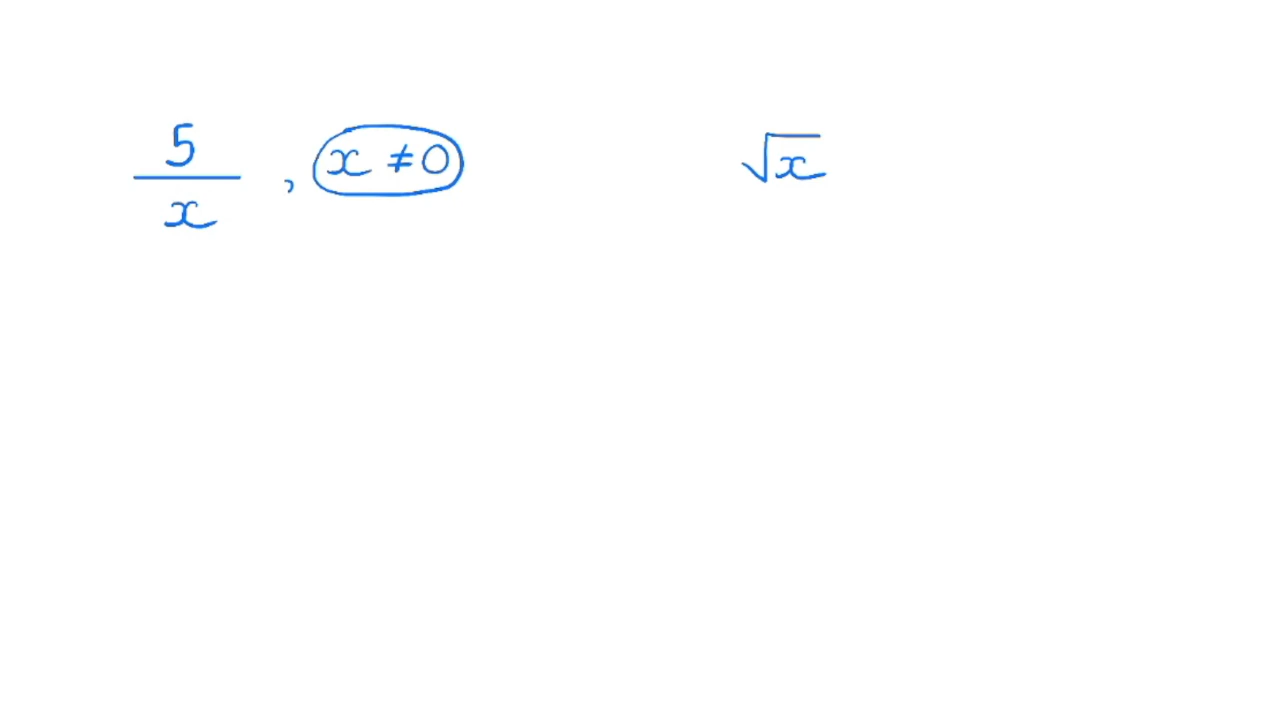 5/x , x ≠ 0
√x